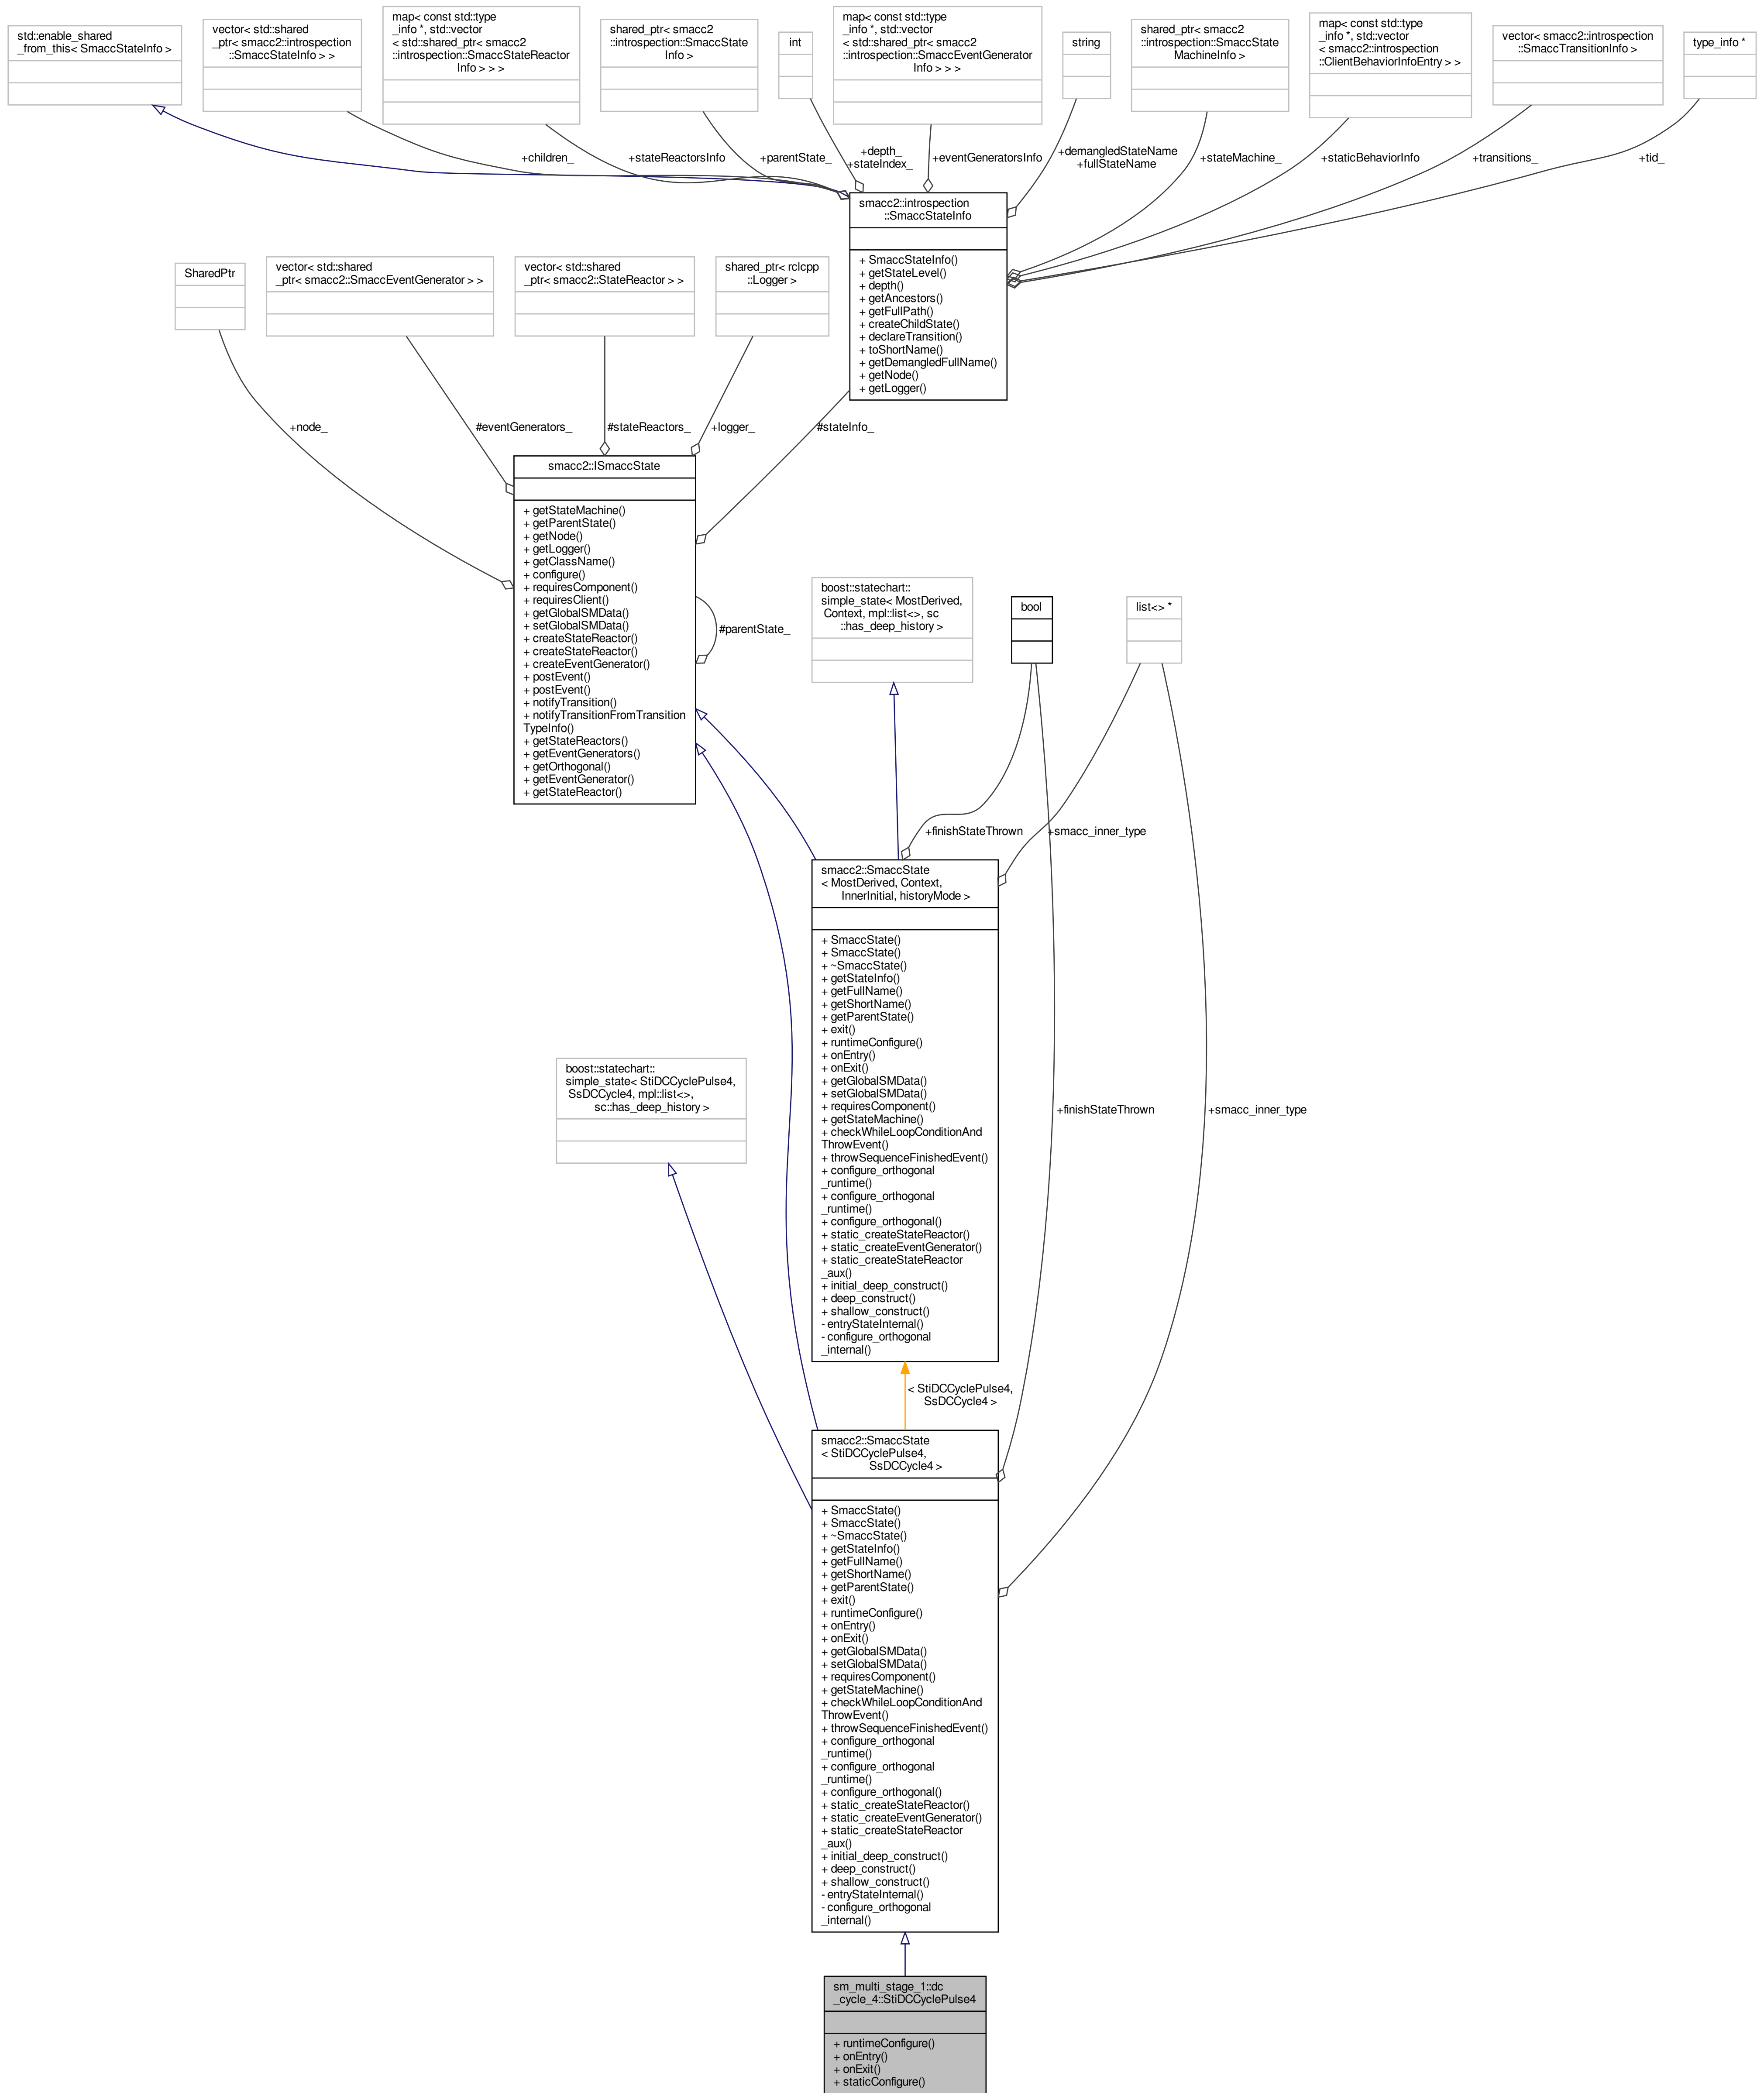 std::enable_shared
_from_this< SmaccStateInfo >
vector< std::shared
_ptr< smacc2::introspection
::SmaccStateInfo > >
map< const std::type
_info *, std::vector
< std::shared_ptr< smacc2
::introspection::SmaccStateReactor
Info > > >
shared_ptr< smacc2
::introspection::SmaccState
Info >
int
map< const std::type
_info *, std::vector
< std::shared_ptr< smacc2
::introspection::SmaccEventGenerator
Info > > >
string
shared_ptr< smacc2
::introspection::SmaccState
MachineInfo >
map< const std::type
_info *, std::vector
< smacc2::introspection
::ClientBehaviorInfoEntry > >
vector< smacc2::introspection
::SmaccTransitionInfo >
type_info *
+children_
+stateReactorsInfo
+parentState_
+depth_
+stateIndex_
+eventGeneratorsInfo
+demangledStateName
+fullStateName
+stateMachine_
+staticBehaviorInfo
+transitions_
+tid_
smacc2::introspection
::SmaccStateInfo
+ SmaccStateInfo()
+ getStateLevel()
+ depth()
+ getAncestors()
+ getFullPath()
+ createChildState()
+ declareTransition()
+ toShortName()
+ getDemangledFullName()
+ getNode()
+ getLogger()
SharedPtr
vector< std::shared
_ptr< smacc2::SmaccEventGenerator > >
vector< std::shared
_ptr< smacc2::StateReactor > >
shared_ptr< rclcpp
::Logger >
+node_
#eventGenerators_
#stateReactors_
+logger_
#stateInfo_
smacc2::ISmaccState
+ getStateMachine()
+ getParentState()
+ getNode()
+ getLogger()
+ getClassName()
+ configure()
+ requiresComponent()
+ requiresClient()
+ getGlobalSMData()
+ setGlobalSMData()
+ createStateReactor()
+ createStateReactor()
+ createEventGenerator()
+ postEvent()
+ postEvent()
+ notifyTransition()
+ notifyTransitionFromTransition
TypeInfo()
+ getStateReactors()
+ getEventGenerators()
+ getOrthogonal()
+ getEventGenerator()
+ getStateReactor()
#parentState_
boost::statechart::
simple_state< MostDerived,
Context, mpl::list<>, sc
::has_deep_history >
bool
list<> *
+finishStateThrown
+smacc_inner_type
smacc2::SmaccState
< MostDerived, Context,
InnerInitial, historyMode >
+ SmaccState()
+ SmaccState()
+ ~SmaccState()
+ getStateInfo()
+ getFullName()
+ getShortName()
+ getParentState()
+ exit()
+ runtimeConfigure()
+ onEntry()
+ onExit()
+ getGlobalSMData()
+ setGlobalSMData()
+ requiresComponent()
+ getStateMachine()
+ checkWhileLoopConditionAnd
ThrowEvent()
+ throwSequenceFinishedEvent()
+ configure_orthogonal
_runtime()
+ configure_orthogonal
_runtime()
+ configure_orthogonal()
+ static_createStateReactor()
+ static_createEventGenerator()
+ static_createStateReactor
_aux()
+ initial_deep_construct()
+ deep_construct()
+ shallow_construct()
- entryStateInternal()
- configure_orthogonal
_internal()
boost::statechart::
simple_state< StiDCCyclePulse4,
SsDCCycle4, mpl::list<>,
sc::has_deep_history >
+finishStateThrown
+smacc_inner_type
< StiDCCyclePulse4,
SsDCCycle4 >
smacc2::SmaccState
< StiDCCyclePulse4,
SsDCCycle4 >
+ SmaccState()
+ SmaccState()
+ ~SmaccState()
+ getStateInfo()
+ getFullName()
+ getShortName()
+ getParentState()
+ exit()
+ runtimeConfigure()
+ onEntry()
+ onExit()
+ getGlobalSMData()
+ setGlobalSMData()
+ requiresComponent()
+ getStateMachine()
+ checkWhileLoopConditionAnd
ThrowEvent()
+ throwSequenceFinishedEvent()
+ configure_orthogonal
_runtime()
+ configure_orthogonal
_runtime()
+ configure_orthogonal()
+ static_createStateReactor()
+ static_createEventGenerator()
+ static_createStateReactor
_aux()
+ initial_deep_construct()
+ deep_construct()
+ shallow_construct()
- entryStateInternal()
- configure_orthogonal
_internal()
sm_multi_stage_1::dc
_cycle_4::StiDCCyclePulse4
+ runtimeConfigure()
+ onEntry()
+ onExit()
+ staticConfigure()